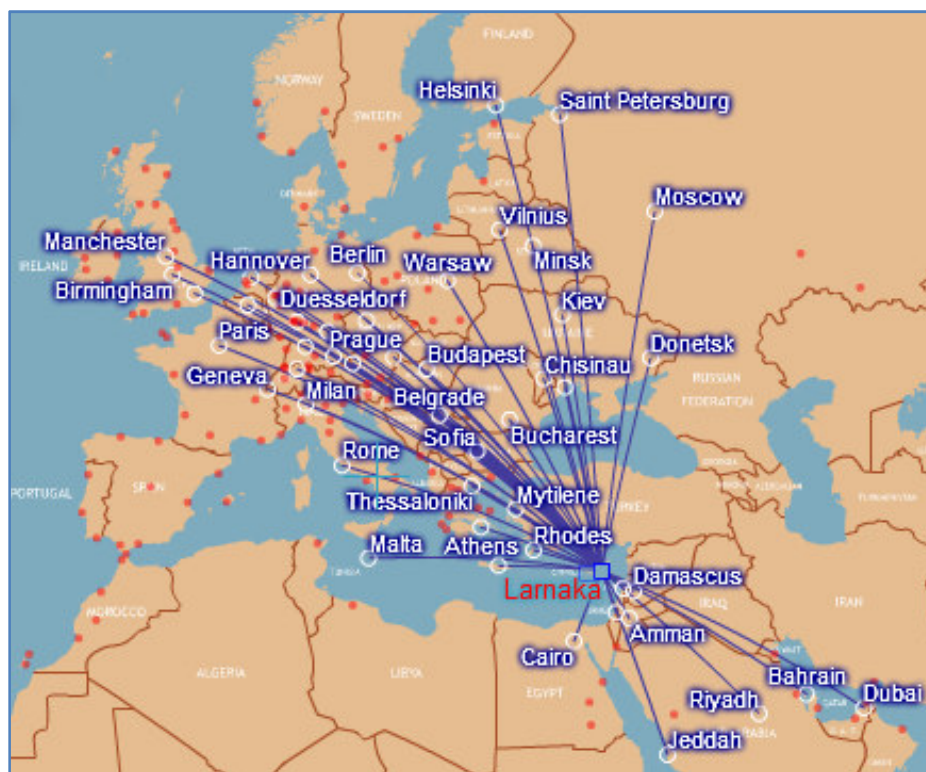 FINLAND
NORWAY
SWEDEN
Helsinki
Saint Petersburg
Moscow
Vilnius
Minsk
Manchester
IRELAND
Hannover
Berlin
Warsaw
Birmingham
Duesseldorf
Kiev
Paris
Prague
Budapest
Chisinau
Donetsk
Geneva
Milan
Belgrade
RUSSIAN
FEDERATION
Sofia
Bucharest
Rome
PORTUGAL
SPAIN
Thessaloniki
Mytilene
TURKEY
Malta
Athens
Rhodes
Larnaka
Damascus
IRAQ
IRAN
MOROCCO
Amman
Cairo
ALGERIA
LIBYA
EGYPT
Bahrain
Riyadh
Dubai
Jeddah